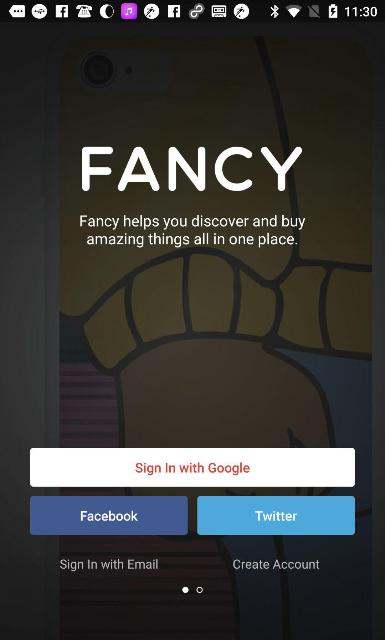 11:30
FANCY
Fancy helps you discover and buy
amazing things all in one place.
Sign In with Google
Facebook
Twitter
Sign In with Email
Create Account